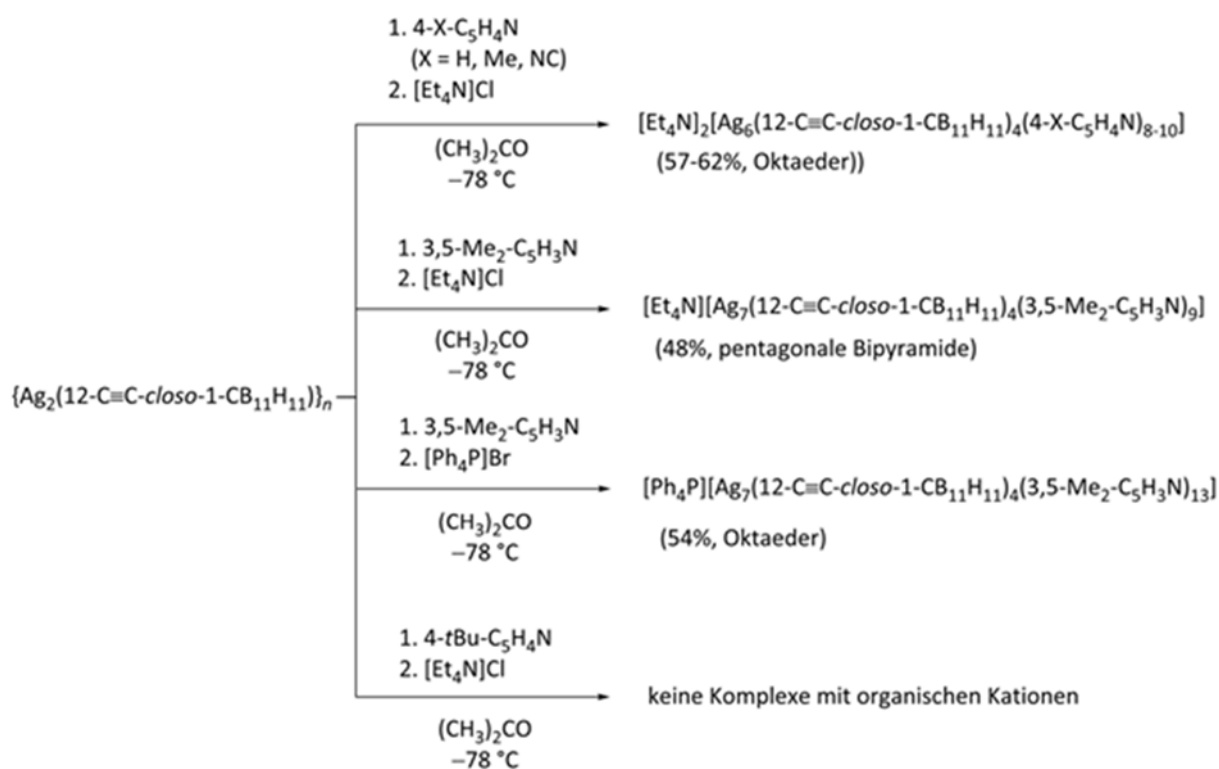 1. 4-X-C₅H₄N
(X = H, Me, NC)
2. [Et₄N]Cl
(CH₃)₂CO
−78 °C
[Et₄N]₂[Ag₆(12-C≡C-closo-1-CB₁₁H₁₁)₄(4-X-C₅H₄N)₈₋₁₀]
(57-62%, Oktaeder))
1. 3,5-Me₂-C₅H₃N
2. [Et₄N]Cl
(CH₃)₂CO
−78 °C
[Et₄N][Ag₇(12-C≡C-closo-1-CB₁₁H₁₁)₄(3,5-Me₂-C₅H₃N)₉]
(48%, pentagonale Bipyramide)
{Ag₂(12-C≡C-closo-1-CB₁₁H₁₁)}ₙ
1. 3,5-Me₂-C₅H₃N
2. [Ph₄P]Br
(CH₃)₂CO
−78 °C
[Ph₄P][Ag₇(12-C≡C-closo-1-CB₁₁H₁₁)₄(3,5-Me₂-C₅H₃N)₁₃]
(54%, Oktaeder)
1. 4-tBu-C₅H₄N
2. [Et₄N]Cl
(CH₃)₂CO
−78 °C
keine Komplexe mit organischen Kationen